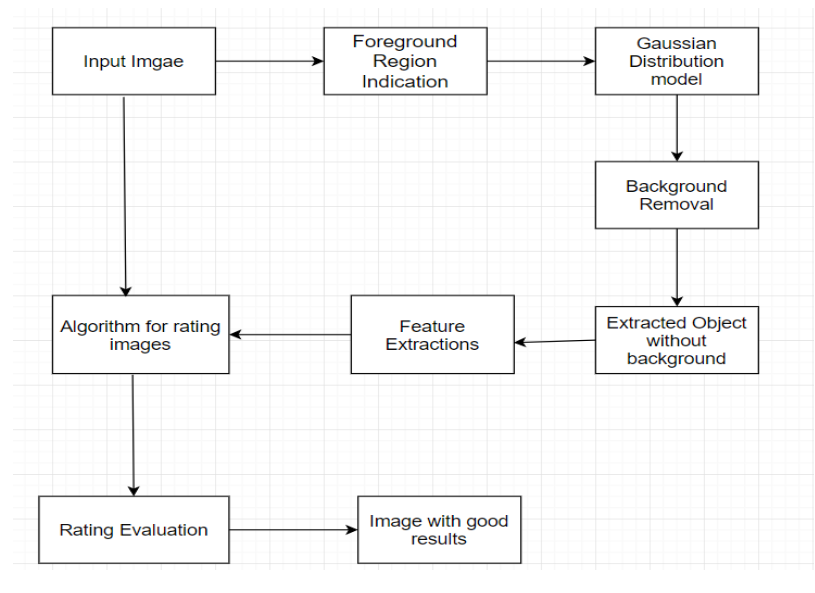 Input Imgae
Foreground
Region
Indication
Gaussian
Distribution
model
Background
Removal
Extracted Object
without
background
Feature
Extractions
Algorithm for rating
images
Rating Evaluation
Image with good
results